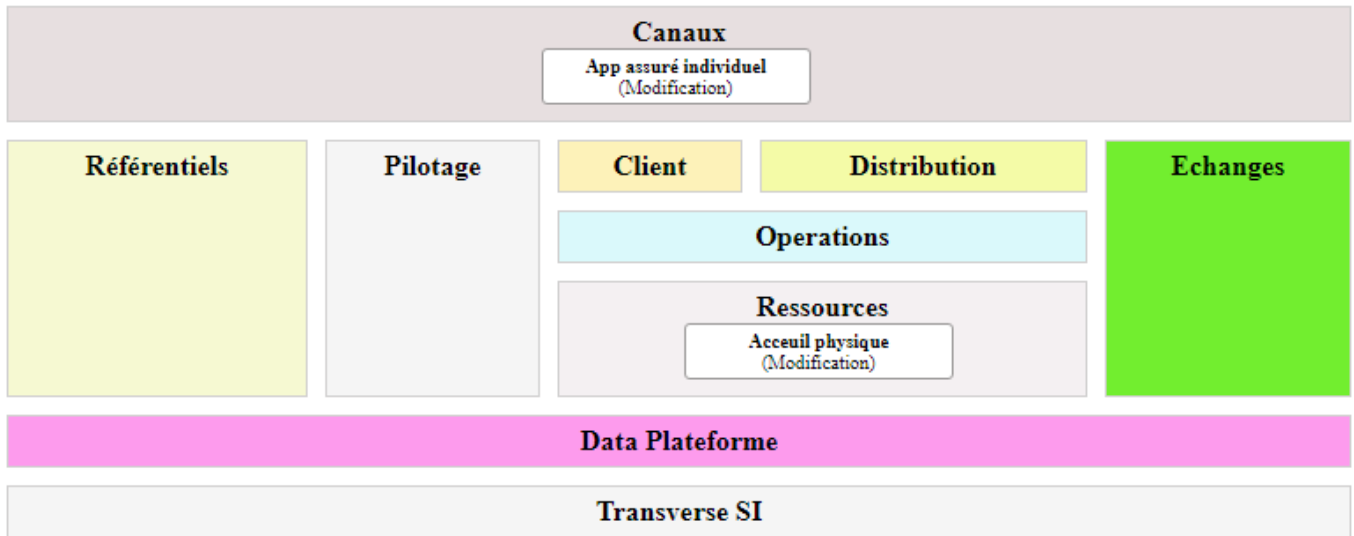 Canaux
App assuré individuel
(Modification)
Référentiels
Pilotage
Client
Distribution
Echanges
Operations
Ressources
Acceuil physique
(Modification)
Data Plateforme
Transverse SI